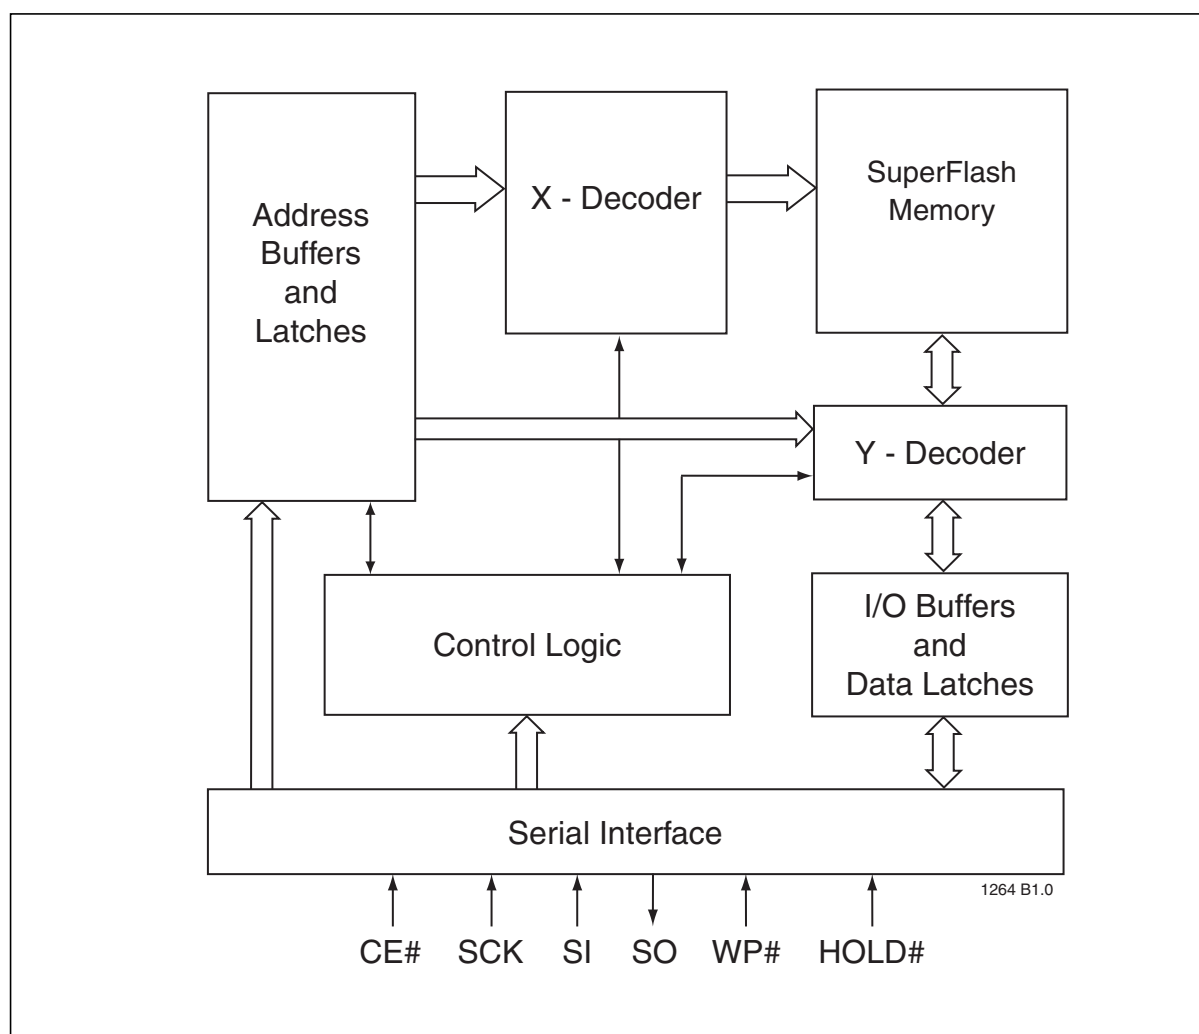 Address
Buffers
and
Latches
X - Decoder
SuperFlash
Memory
Y - Decoder
Control Logic
I/O Buffers
and
Data Latches
Serial Interface
1264 B1.0
CE# SCK SI SO WP# HOLD#